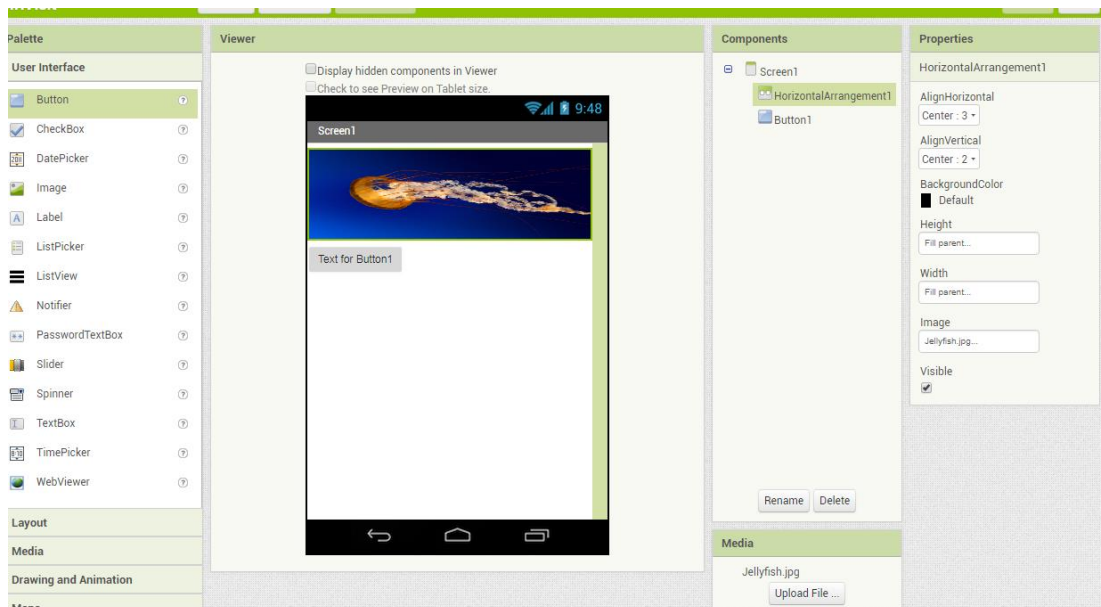 Palette
User Interface
Button
CheckBox
DatePicker
Image
Label
ListPicker
ListView
Notifier
PasswordTextBox
Slider
Spinner
TextBox
TimePicker
WebViewer
Layout
Media
Drawing and Animation
Viewer
Display hidden components in Viewer
Check to see Preview on Tablet size.
9:48
Screen1
Text for Button1
Components
Screen1
HorizontalArrangement1
Button1
Rename Delete
Media
Jellyfish.jpg
Upload File ...
Properties
HorizontalArrangement1
AlignHorizontal
Center : 3
AlignVertical
Center : 2
BackgroundColor
Default
Height
Fill parent...
Width
Fill parent...
Image
Jellyfish.jpg...
Visible